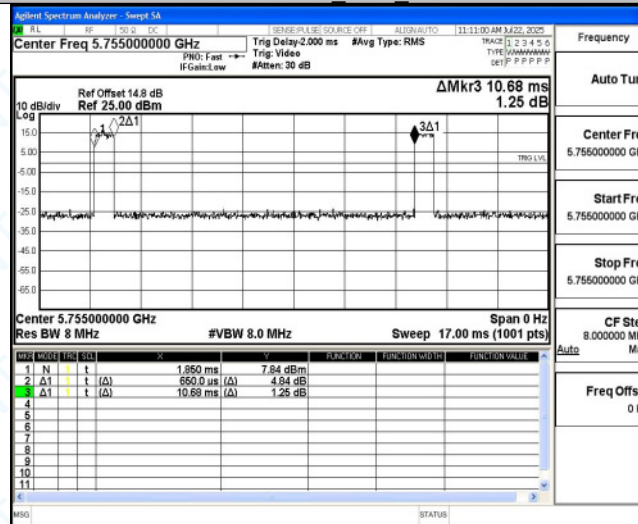 Agilent Spectrum Analyzer - Swept SA
RL RF 50 Ω DC SENSE:PULSE SOURCE OFF ALIGNAUTO 11:11:00 AM Jul 22, 2025
Center Freq 5.755000000 GHz
Trig Delay-2.000 ms #Avg Type: RMS
TRACE 1 2 3 4 5 6
PNO: Fast Trig: Video
TYPE
IFGain:Low #Atten: 30 dB
DET P P P P P P
Ref Offset 14.8 dB
ΔMkr3 10.68 ms
10 dB/div Ref 25.00 dBm
1.25 dB
Log
1 2Δ1 3Δ1
15.0
5.00
TRIG LVL
-5.00
-15.0
-25.0
-35.0
-45.0
-55.0
-65.0
Center 5.755000000 GHz Span 0 Hz
Res BW 8 MHz #VBW 8.0 MHz Sweep 17.00 ms (1001 pts)
MKR MODE TRC SCL X Y FUNCTION FUNCTION WIDTH FUNCTION VALUE
1 N 1 t 1.850 ms 7.84 dBm
2 Δ1 1 t (Δ) 650.0 us (Δ) 4.84 dB
3 Δ1 1 t (Δ) 10.68 ms (Δ) 1.25 dB
4
5
6
7
8
9
10
11
MSG STATUS
Frequency
Auto Tun
Center Fre
5.755000000 GH
Start Fre
5.755000000 GH
Stop Fre
5.755000000 GH
CF Ste
8.000000 MH
Auto Ma
Freq Offs
0 H